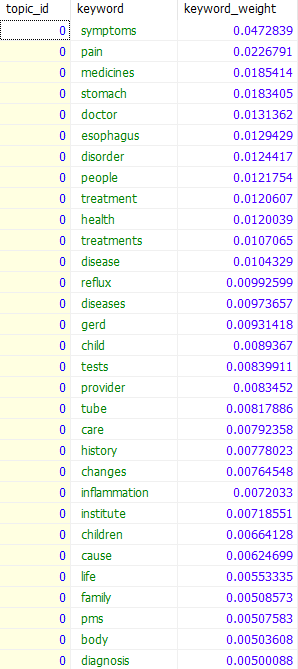 topic_id keyword keyword_weight
0 symptoms 0.0472839
0 pain 0.0226791
0 medicines 0.0185414
0 stomach 0.0183405
0 doctor 0.0131362
0 esophagus 0.0129429
0 disorder 0.0124417
0 people 0.0121754
0 treatment 0.0120607
0 health 0.0120039
0 treatments 0.0107065
0 disease 0.0104329
0 reflux 0.00992599
0 diseases 0.00973657
0 gerd 0.00931418
0 child 0.0089367
0 tests 0.00839911
0 provider 0.0083452
0 tube 0.00817886
0 care 0.00792358
0 history 0.00778023
0 changes 0.00764548
0 inflammation 0.0072033
0 institute 0.00718551
0 children 0.00664128
0 cause 0.00624699
0 life 0.00553335
0 family 0.00508573
0 pms 0.00507583
0 body 0.00503608
0 diagnosis 0.00500088